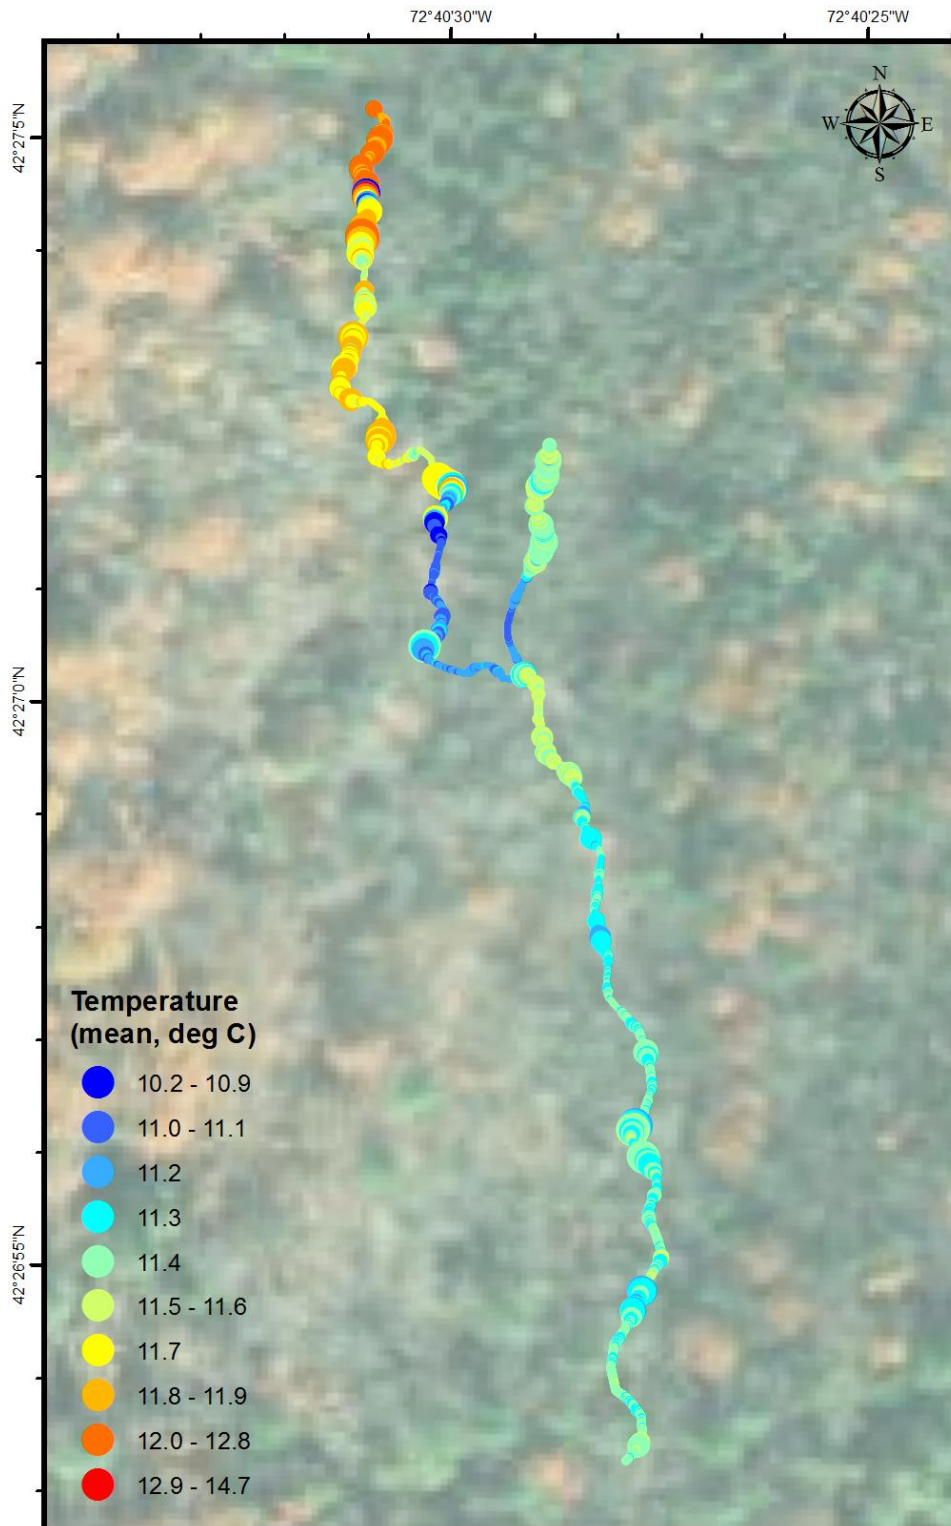 72°40'30"W
72°40'25"W
N
W
E
S
42°27'5"N
42°27'0"N
42°26'55"N
Temperature
(mean, deg C)
10.2 - 10.9
11.0 - 11.1
11.2
11.3
11.4
11.5 - 11.6
11.7
11.8 - 11.9
12.0 - 12.8
12.9 - 14.7